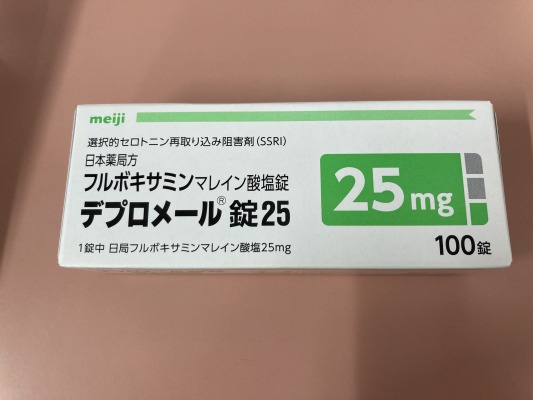 meiji
選択的セロトニン再取り込み阻害剤(SSRI)
日本薬局方
フルボキサミンマレイン酸塩錠
デプロメール®錠25
1錠中 日局フルボキサミンマレイン酸塩25mg
25mg
100錠